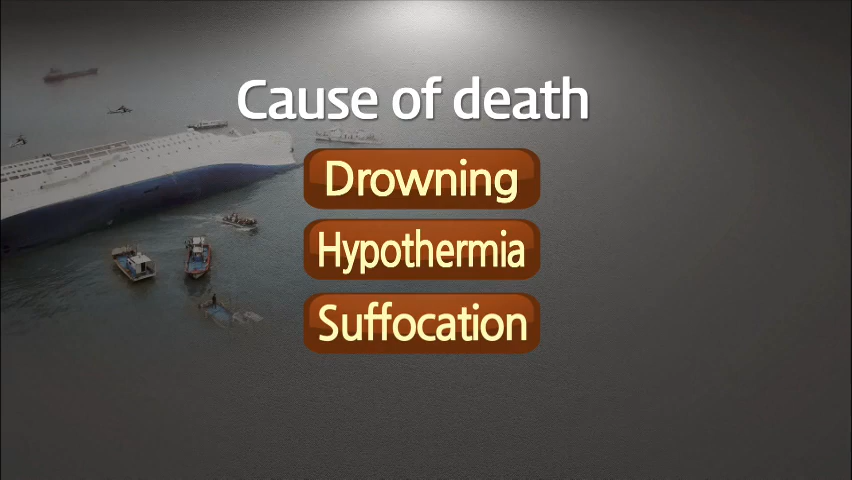 Cause of death
Drowning
Hypothermia
Suffocation